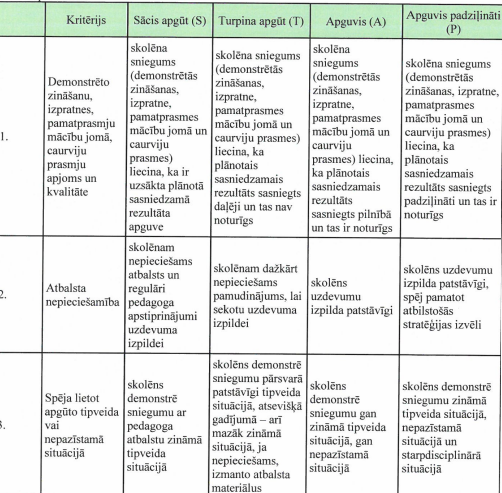 Kritērijs
Sācis apgūt (S)
Turpina apgūt (T)
Apguvis (A)
Apguvis padziļināti
(P)
1.
Demonstrēto
zināšanu,
izpratnes,
pamatprasmju
mācību jomā,
caurviju
prasmju
apjoms un
kvalitāte
skolēna
sniegums
(demonstrētās
zināšanas,
izpratne,
pamatprasmes
mācību jomā un
caurviju
prasmes)
liecina, ka ir
uzsākta plānotā
sasniedzamā
rezultāta
apguve
skolēna sniegums
(demonstrētās
zināšanas,
izpratne,
pamatprasmes
mācību jomā un
caurviju prasmes)
liecina, ka
plānotais
sasniedzamais
rezultāts sasniegts
daļēji un tas nav
noturīgs
skolēna
sniegums
(demonstrētās
zināšanas,
izpratne,
pamatprasmes
mācību jomā un
caurviju
prasmes) liecina,
ka plānotais
sasniedzamais
rezultāts
sasniegts pilnībā
un tas ir noturīgs
skolēna sniegums
(demonstrētās
zināšanas, izpratne,
pamatprasmes
mācību jomā un
caurviju prasmes)
liecina, ka
plānotais
sasniedzamais
rezultāts sasniegts
padziļināti un tas ir
noturīgs
2.
Atbalsta
nepieciešamība
skolēnam
nepieciešams
atbalsts un
regulāri
pedagoga
apstiprinājumi
uzdevuma
izpildei
skolēnam dažkārt
nepieciešams
pamudinājums, lai
sekotu uzdevuma
izpildei
skolēns
uzdevumu
izpilda patstāvīgi
skolēns uzdevumu
izpilda patstāvīgi,
spēj pamatot
atbilstošās
stratēģijas izvēli
3.
Spēja lietot
apgūto tipveida
vai
nepazīstamā
situācijā
skolēns
demonstrē
sniegumu ar
pedagoga
atbalstu zināmā
tipveida
situācijā
skolēns demonstrē
sniegumu pārsvarā
patstāvīgi tipveida
situācijā, atsevišķā
gadījumā – arī
mazāk zināmā
situācijā, ja
nepieciešams,
izmanto atbalsta
materiālus
skolēns
demonstrē
sniegumu gan
zināmā tipveida
situācijā, gan
nepazīstamā
situācijā
skolēns demonstrē
sniegumu zināmā
tipveida situācijā,
nepazīstamā
situācijā un
starpdisciplinārā
situācijā